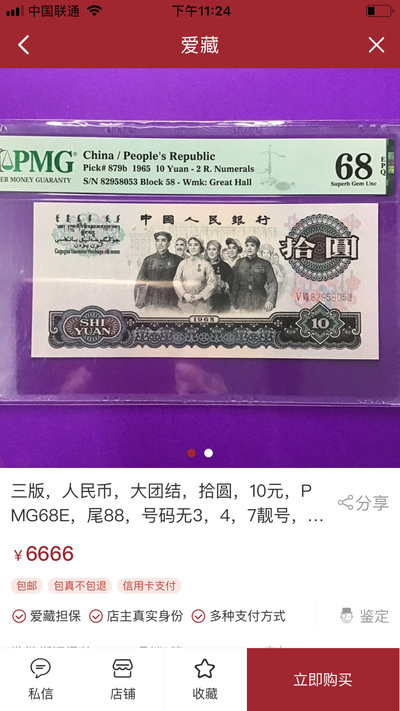 中国联通
下午11:24
爱藏
PMG
ER MONEY GUARANTY
China / People's Republic
Pick# 879b 1965 10 Yuan - 2 R. Numerals
S/N 82958053 Block 58 - Wmk: Great Hall
68
EPQ
Superb Gem Unc
中國人民銀行
拾圓
VⅧ82958053
SHI
YUAN
1965
10
三版，人民币，大团结，拾圆，10元，P
MG68E，尾88，号码无3，4，7靓号，...
分享
¥6666
包邮
包真不包退
信用卡支付
爱藏担保
店主真实身份
多种支付方式
鉴定
私信
店铺
收藏
立即购买